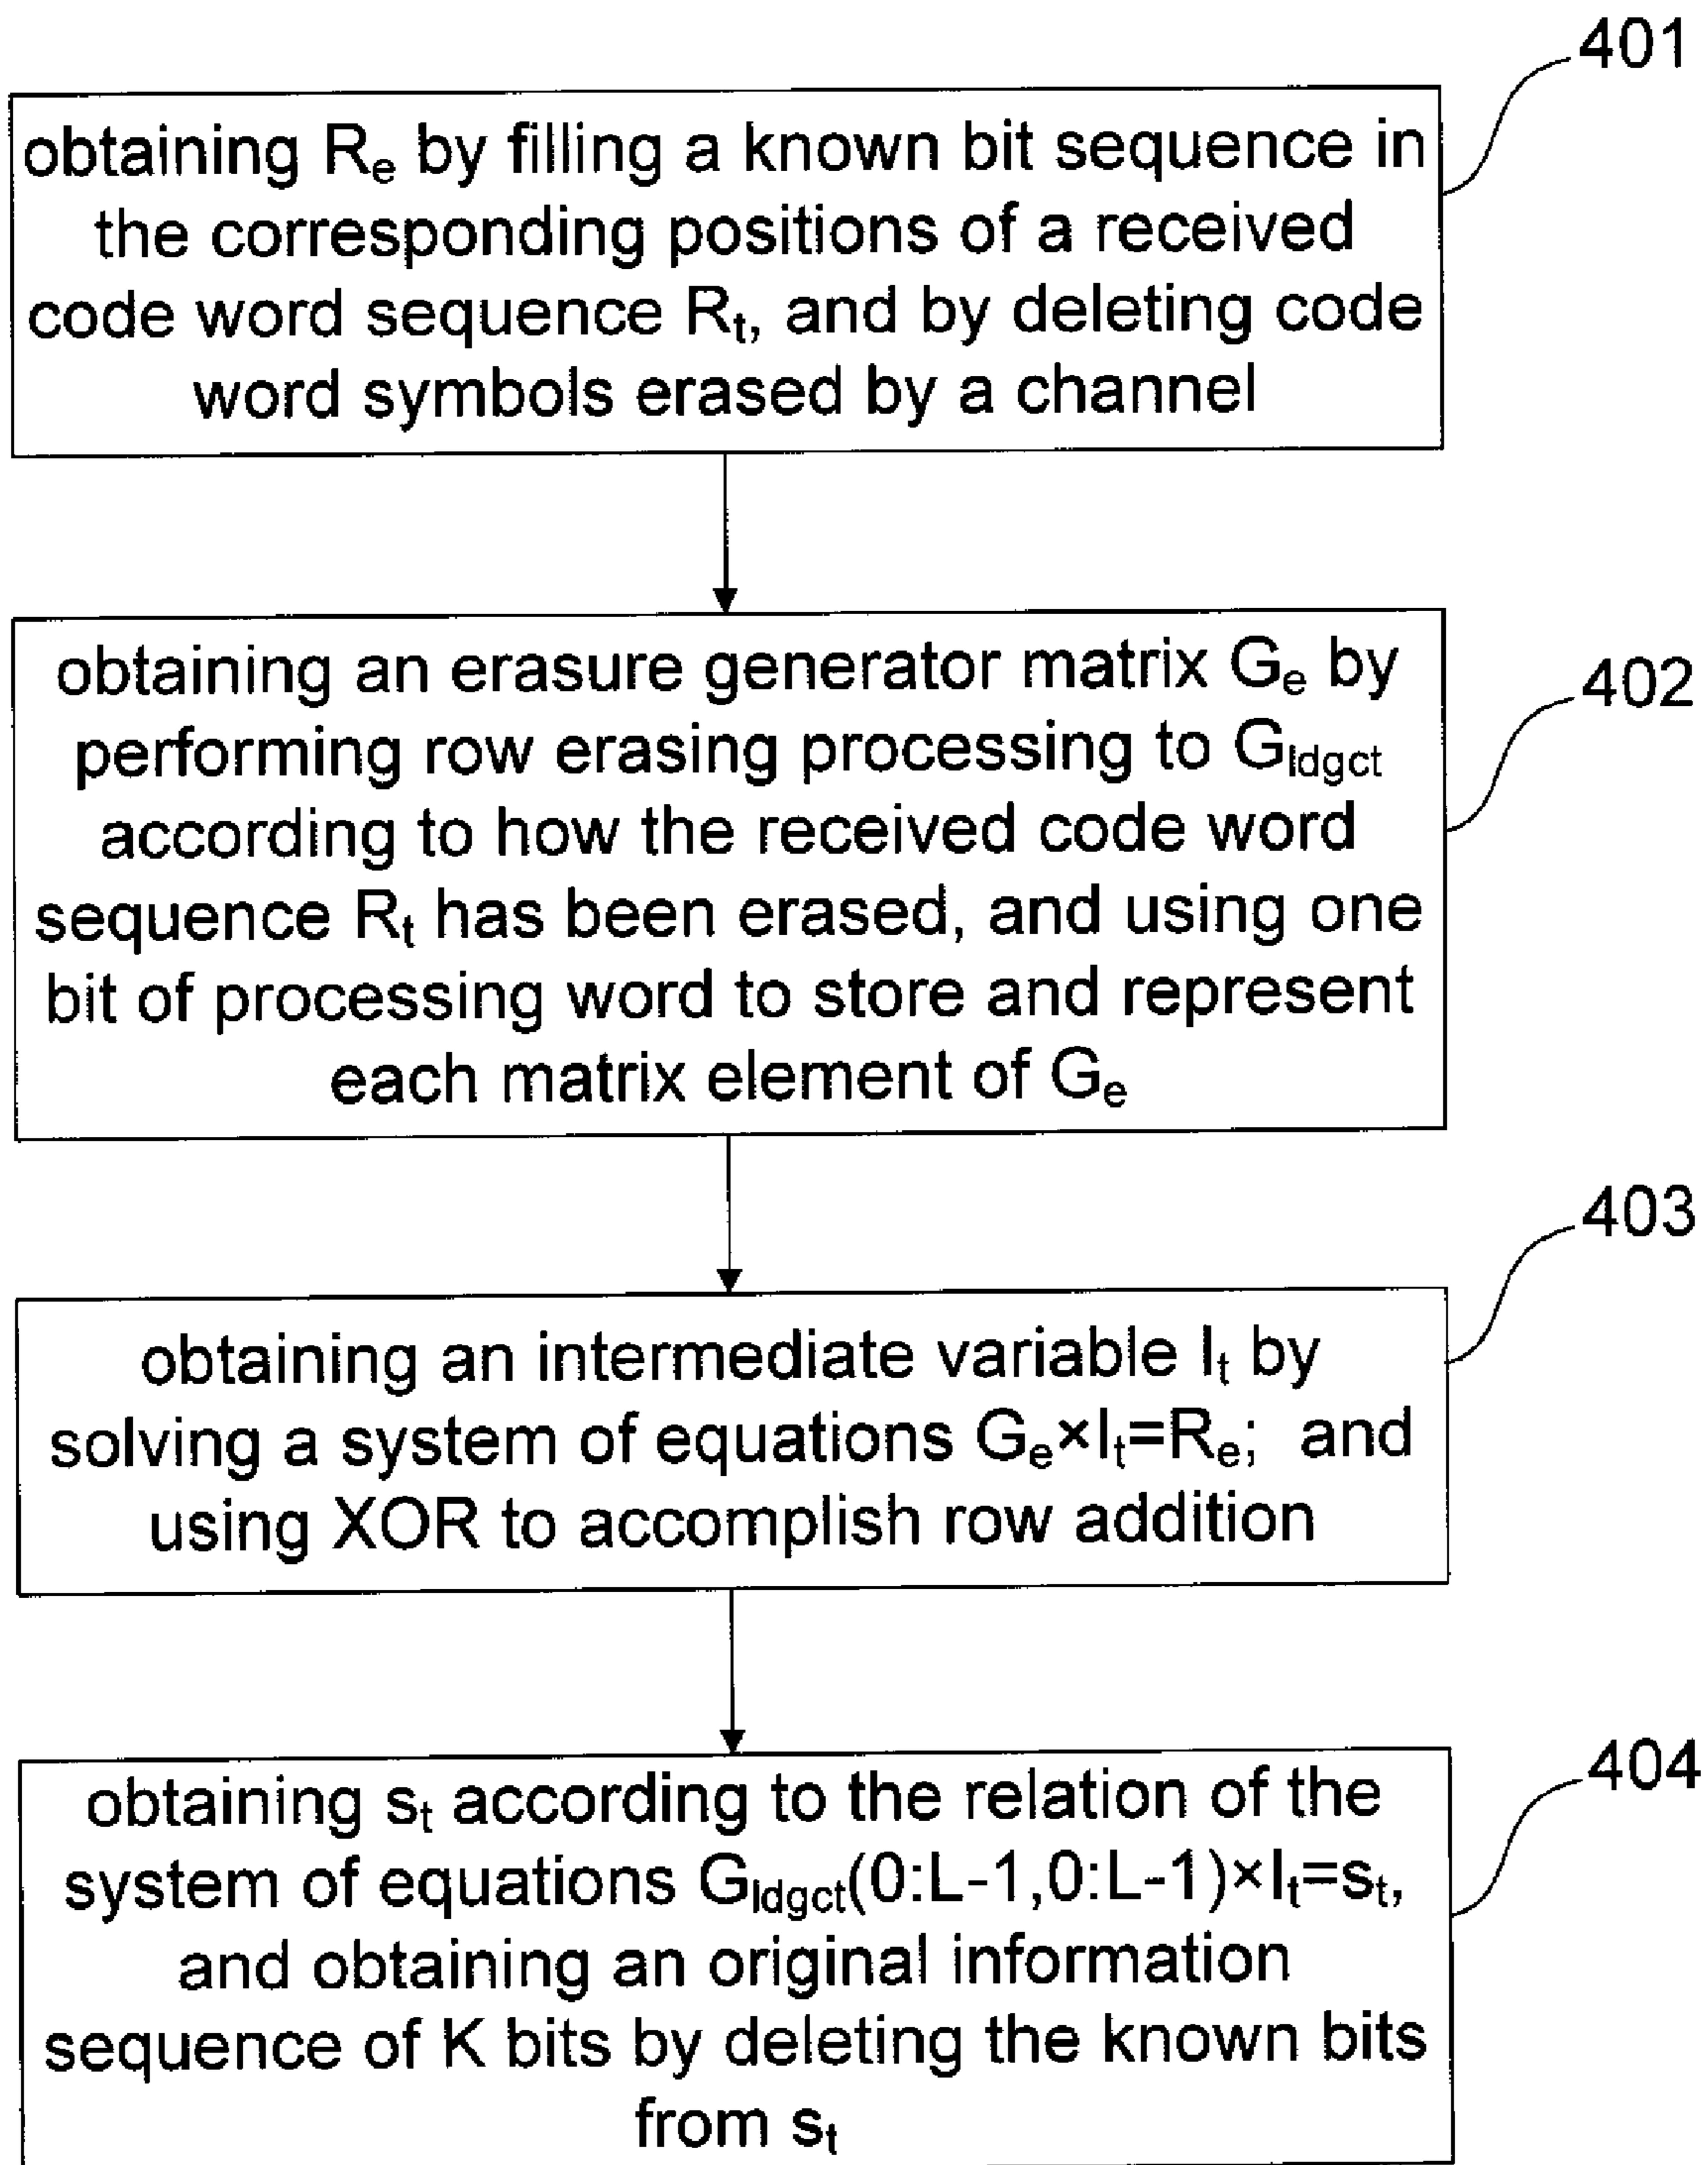 401
obtaining Re by filling a known bit sequence in
the corresponding positions of a received
code word sequence Rt, and by deleting code
word symbols erased by a channel
402
obtaining an erasure generator matrix Ge by
performing row erasing processing to Gldgct
according to how the received code word
sequence Rt has been erased, and using one
bit of processing word to store and represent
each matrix element of Ge
403
obtaining an intermediate variable It by
solving a system of equations Ge×It=Re; and
using XOR to accomplish row addition
404
obtaining st according to the relation of the
system of equations Gldgct(0:L-1,0:L-1)×It=st,
and obtaining an original information
sequence of K bits by deleting the known bits
from st